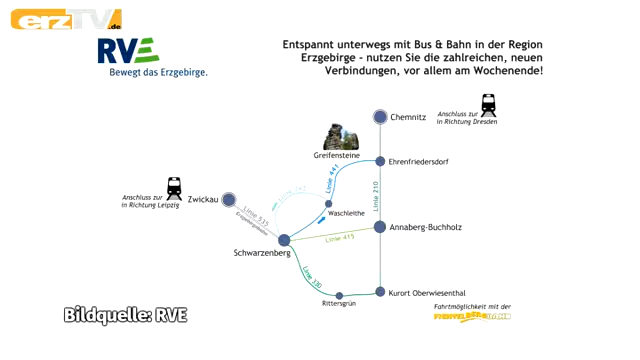 erzTV.de
RVE
Bewegt das Erzgebirge.
Entspannt unterwegs mit Bus & Bahn in der Region
Erzgebirge - nutzen Sie die zahlreichen, neuen
Verbindungen, vor allem am Wochenende!
Chemnitz
Anschluss zur
in Richtung Dresden
Greifensteine
Ehrenfriedersdorf
Linie 441
Linie 210
Anschluss zur
in Richtung Leipzig
Zwickau
Linie 535
Waschleithe
Annaberg-Buchholz
Linie 415
Schwarzenberg
Linie 330
Rittersgrün
Kurort Oberwiesenthal
Fahrtmöglichkeit mit der
Bildquelle: RVE